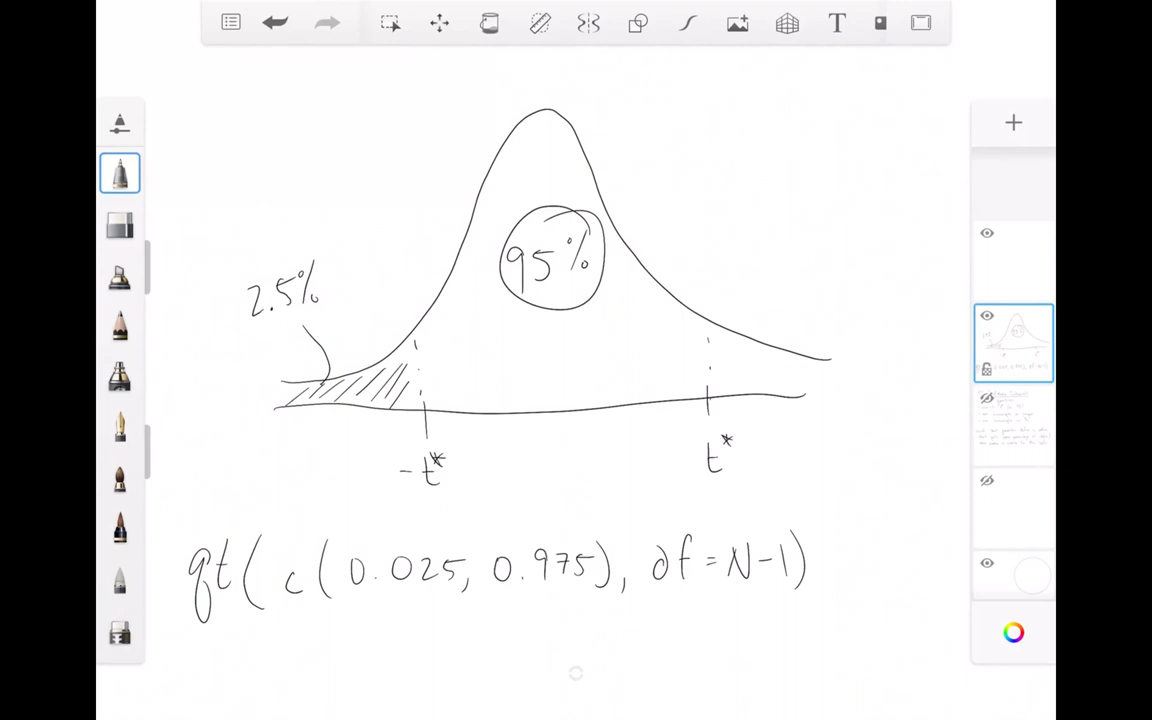 T
95%
2.5%
-t*
t*
qt( c( 0.025, 0.975), df=N-1)